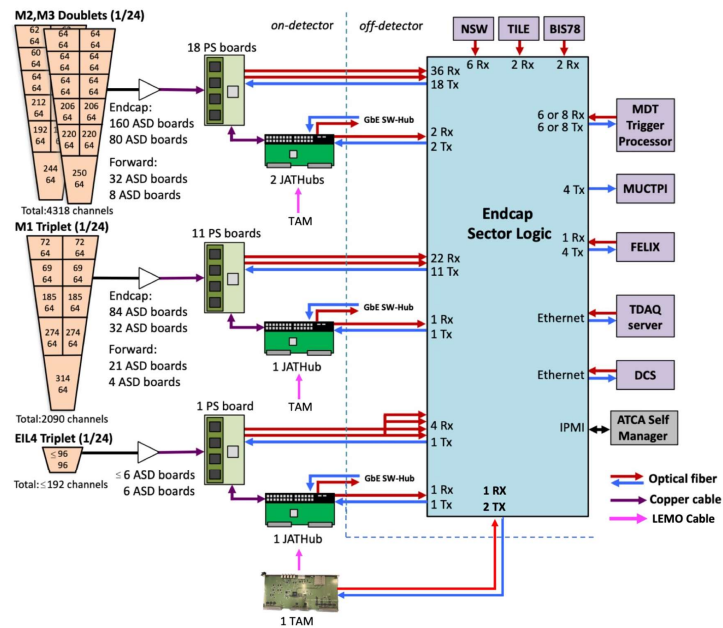 M2,M3 Doublets (1/24)
on-detector
off-detector
NSW
TILE
BIS78
62
60
64
64
64
64
64
64
64
64
64
64
64
64
64
212
64
206
64
206
64
192
64
220
64
220
64
244
64
250
64
Total:4318 channels
Endcap:
160 ASD boards
80 ASD boards
Forward:
32 ASD boards
8 ASD boards
18 PS boards
GbE SW-Hub
2 JATHubs
TAM
36 Rx
18 Tx
2 Rx
2 Tx
6 Rx
2 Rx
2 Rx
6 or 8 Rx
6 or 8 Tx
MDT
Trigger
Processor
4 Tx
MUCTPI
Endcap
Sector Logic
1 Rx
4 Tx
FELIX
Ethernet
TDAQ
server
Ethernet
DCS
IPMI
ATCA Self
Manager
M1 Triplet (1/24)
72
64
72
64
69
64
69
64
185
64
185
64
274
64
274
64
314
64
Total:2090 channels
Endcap:
84 ASD boards
32 ASD boards
Forward:
21 ASD boards
4 ASD boards
11 PS boards
GbE SW-Hub
1 JATHub
TAM
22 Rx
11 Tx
1 Rx
1 Tx
EIL4 Triplet (1/24)
≤ 96
96
Total:≤192 channels
≤ 6 ASD boards
6 ASD boards
1 PS board
GbE SW-Hub
1 JATHub
1 TAM
4 Rx
1 Tx
1 Rx
1 Tx
1 RX
2 TX
Optical fiber
Copper cable
LEMO Cable